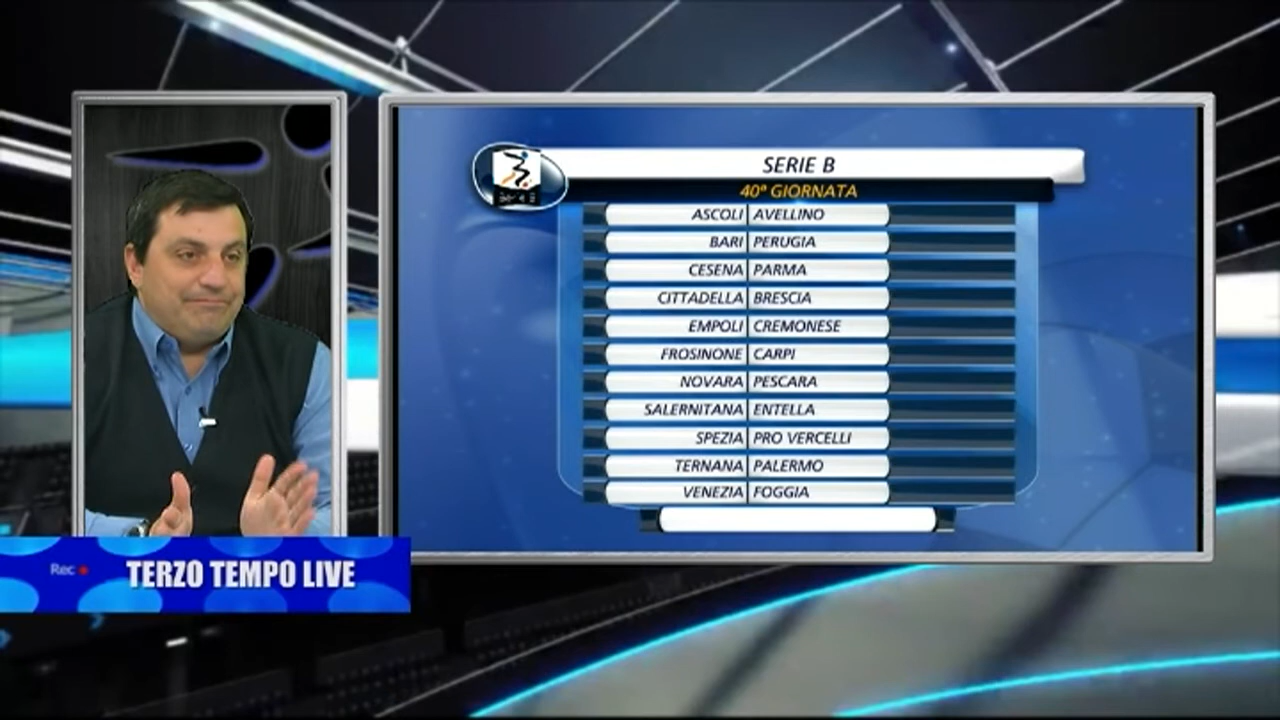 SERIE B
40ª GIORNATA
ASCOLI AVELLINO
BARI PERUGIA
CESENA PARMA
CITTADELLA BRESCIA
EMPOLI CREMONESE
FROSINONE CARPI
NOVARA PESCARA
SALERNITANA ENTELLA
SPEZIA PRO VERCELLI
TERNANA PALERMO
VENEZIA FOGGIA
Rec
TERZO TEMPO LIVE